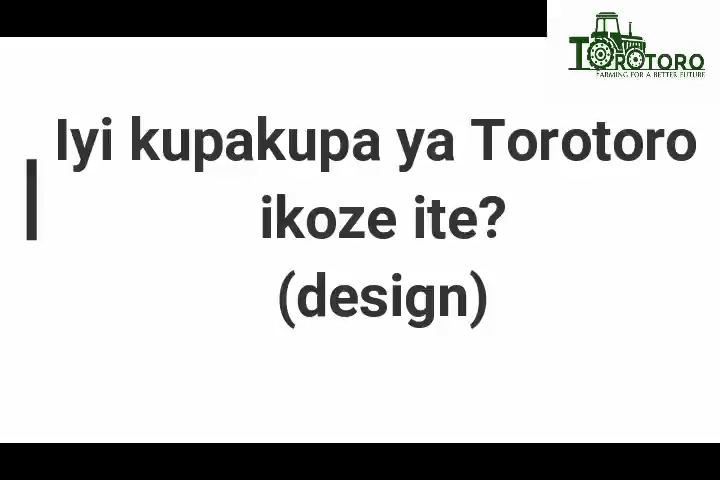 TOROTORO
FARMING FOR A BETTER FUTURE
Iyi kupakupa ya Torotoro
ikoze ite?
(design)